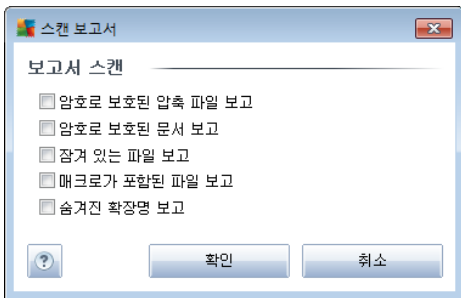 스캔 보고서
보고서 스캔
암호로 보호된 압축 파일 보고
암호로 보호된 문서 보고
잠겨 있는 파일 보고
매크로가 포함된 파일 보고
숨겨진 확장명 보고
?
확인
취소